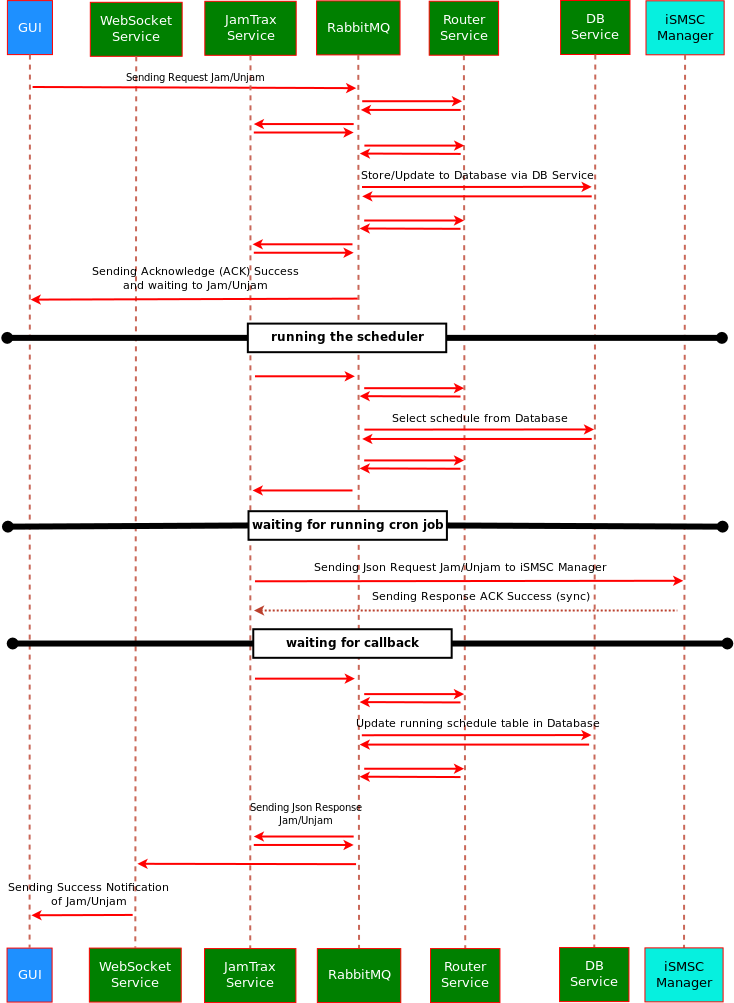 GUI
WebSocket
Service
JamTrax
Service
RabbitMQ
Router
Service
DB
Service
iSMSC
Manager
Sending Request Jam/Unjam
Store/Update to Database via DB Service
Sending Acknowledge (ACK) Success
and waiting to Jam/Unjam
running the scheduler
Select schedule from Database
waiting for running cron job
Sending Json Request Jam/Unjam to iSMSC Manager
Sending Response ACK Success (sync)
waiting for callback
Update running schedule table in Database
Sending Json Response
Jam/Unjam
Sending Success Notification
of Jam/Unjam
GUI
WebSocket
Service
JamTrax
Service
RabbitMQ
Router
Service
DB
Service
iSMSC
Manager